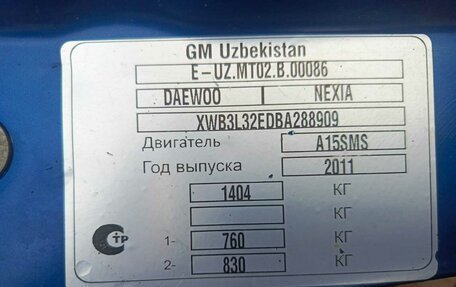 GM Uzbekistan
E-UZ.MT02.B.00086
DAEWOO NEXIA
XWB3L32EDBA288909
Двигатель A15SMS
Год выпуска 2011
1404 КГ
КГ
СТР 1- 760 КГ
2- 830 КГ